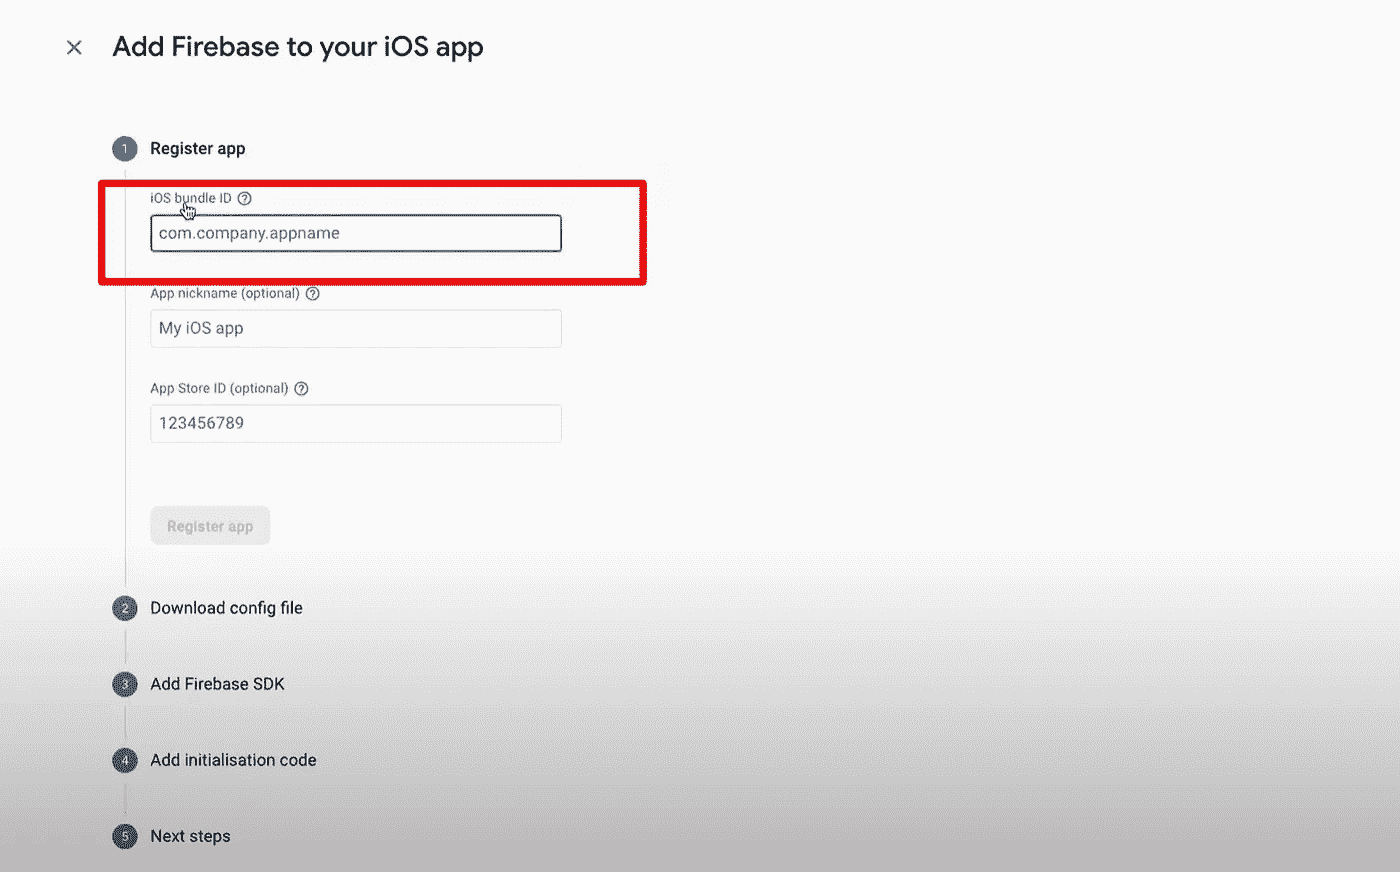 Add Firebase to your iOS app
1 Register app
iOS bundle ID
com.company.appname
App nickname (optional)
My iOS app
App Store ID (optional)
123456789
Register app
2 Download config file
3 Add Firebase SDK
4 Add initialisation code
5 Next steps